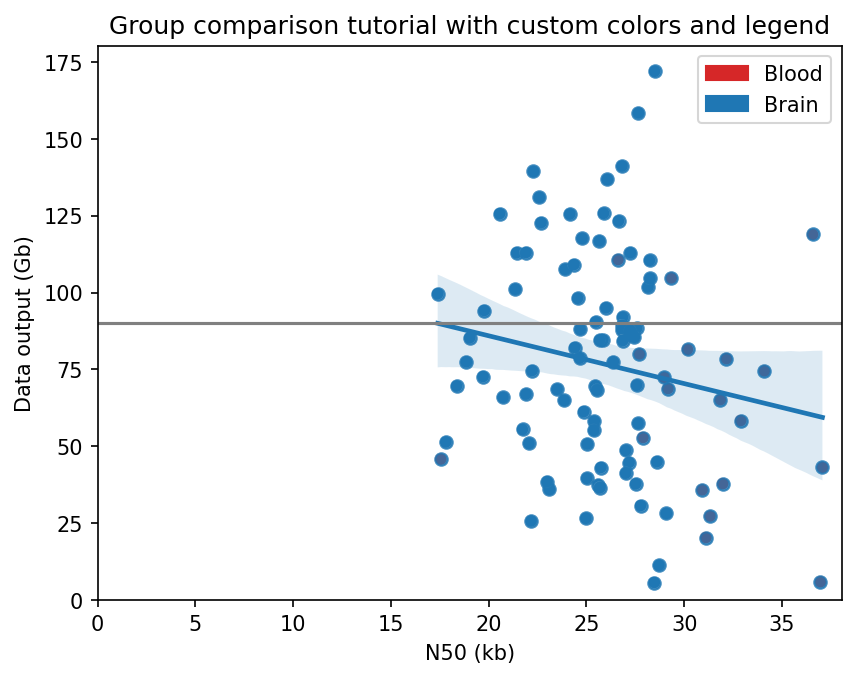 Group comparison tutorial with custom colors and legend
175
150
125
100
75
50
25
0
Data output (Gb)
Blood
Brain
0 5 10 15 20 25 30 35
N50 (kb)